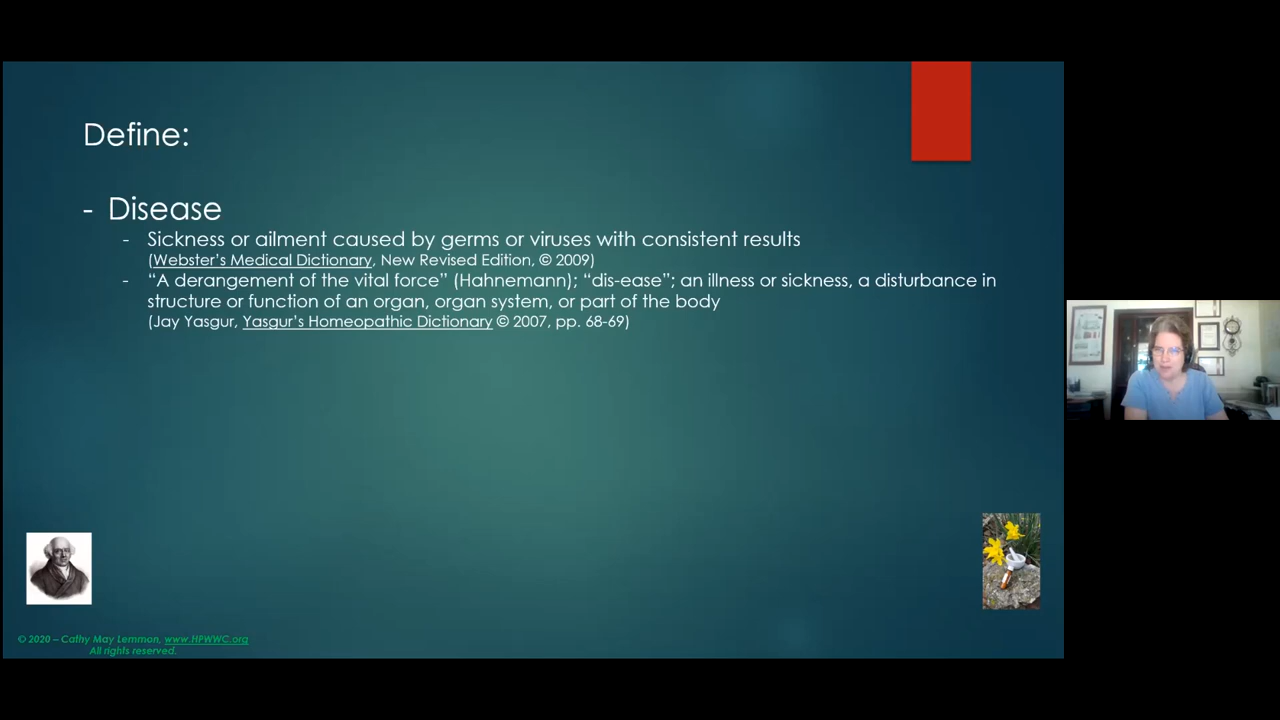 Define:
- Disease
- Sickness or ailment caused by germs or viruses with consistent results
(Webster’s Medical Dictionary, New Revised Edition, © 2009)
- “A derangement of the vital force” (Hahnemann); “dis-ease”; an illness or sickness, a disturbance in
structure or function of an organ, organ system, or part of the body
(Jay Yasgur, Yasgur’s Homeopathic Dictionary © 2007, pp. 68-69)
© 2020 – Cathy May Lemmon, www.HPWWC.org
All rights reserved.